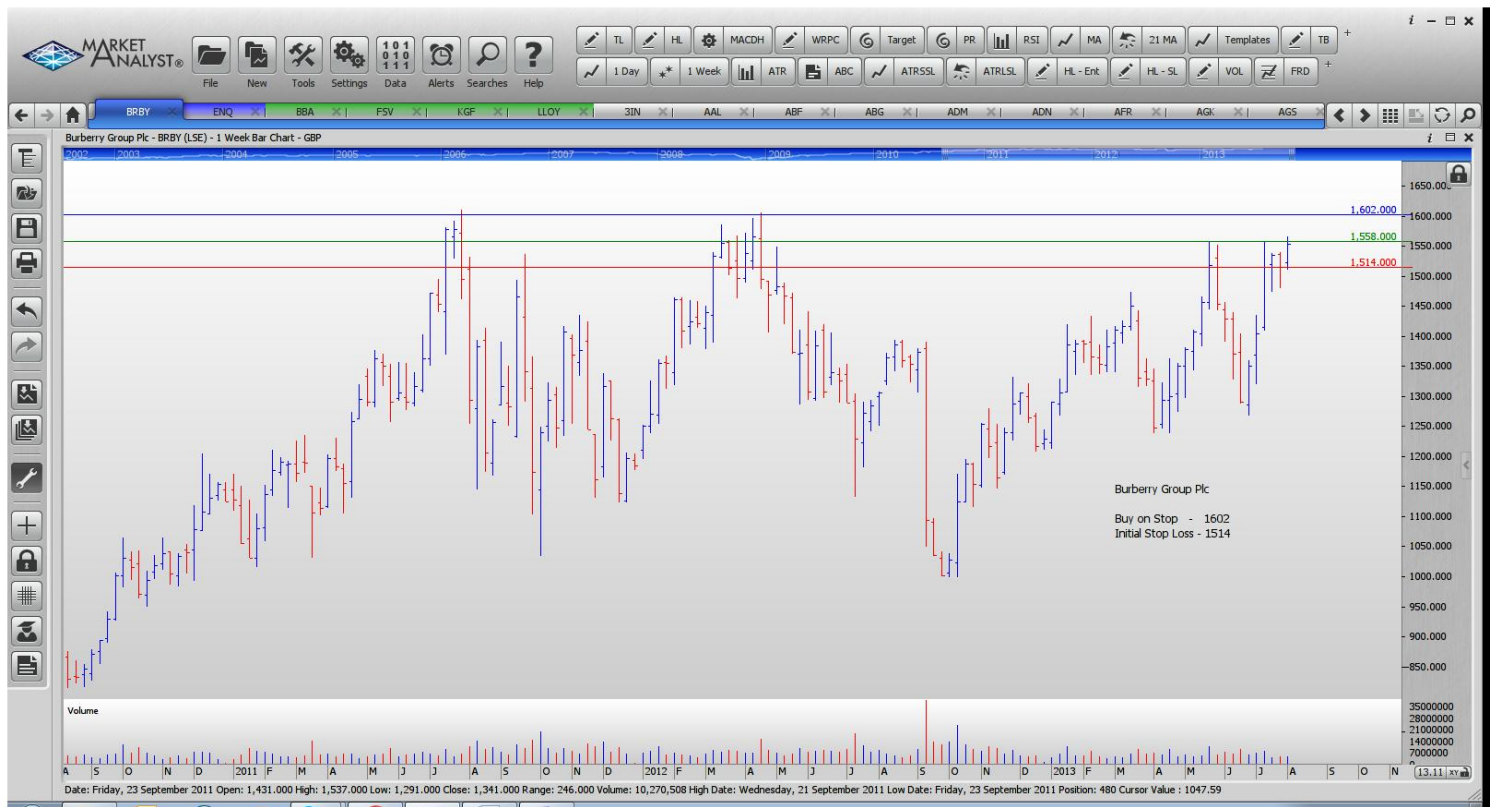 MARKET
ANALYST®
File New Tools Settings Data Alerts Searches Help
TL HL MACDH WRPC Target PR RSI MA 21 MA Templates TB +
1 Day 1 Week ATR ABC ATRSSL ATRLSL HL - Ent HL - SL VOL FRD +
BRBY ENQ BBA FSV KGF LLOY 3IN AAL ABF ABG ADM ADN AFR AGK AGS
Burberry Group Plc - BRBY (LSE) - 1 Week Bar Chart - GBP
2002 2003 2004 2005 2006 2007 2008 2009 2010 2011 2012 2013
1650.00
1,602.000
1600.000
1,558.000
1550.000
1,514.000
1500.000
1450.000
1400.000
1350.000
1300.000
1250.000
1200.000
1150.000
1100.000
1050.000
1000.000
950.000
900.000
850.000
Burberry Group Plc
Buy on Stop - 1602
Initial Stop Loss - 1514
Volume
35000000
28000000
21000000
14000000
7000000
0
A S O N D 2011 F M A M J J A S O N D 2012 F M A M J J A S O N D 2013 F M A M J J A S O N
13.11 XY
Date: Friday, 23 September 2011 Open: 1,431.000 High: 1,537.000 Low: 1,291.000 Close: 1,341.000 Range: 246.000 Volume: 10,270,508 High Date: Wednesday, 21 September 2011 Low Date: Friday, 23 September 2011 Position: 480 Cursor Value : 1047.59